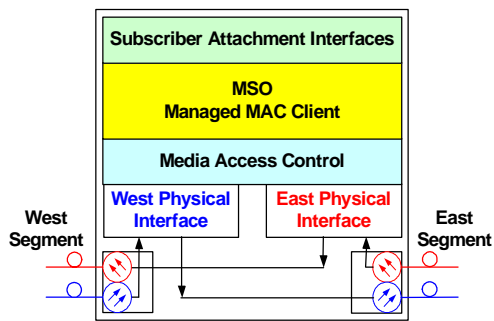 Subscriber Attachment Interfaces
MSO
Managed MAC Client
Media Access Control
West Physical
Interface
East Physical
Interface
West
Segment
East
Segment